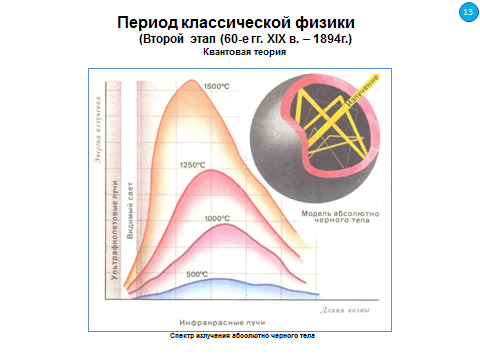 13
Период классической физики
(Второй этап (60-е гг. XIX в. – 1894г.)
Квантовая теория
Энергия излучения
Ультрафиолетовые лучи
Видимый свет
1500°C
1250°C
1000°C
500°C
Излучение
Модель абсолютно
черного тела
Длина волны
Инфракрасные лучи
Спектр излучения абсолютно черного тела